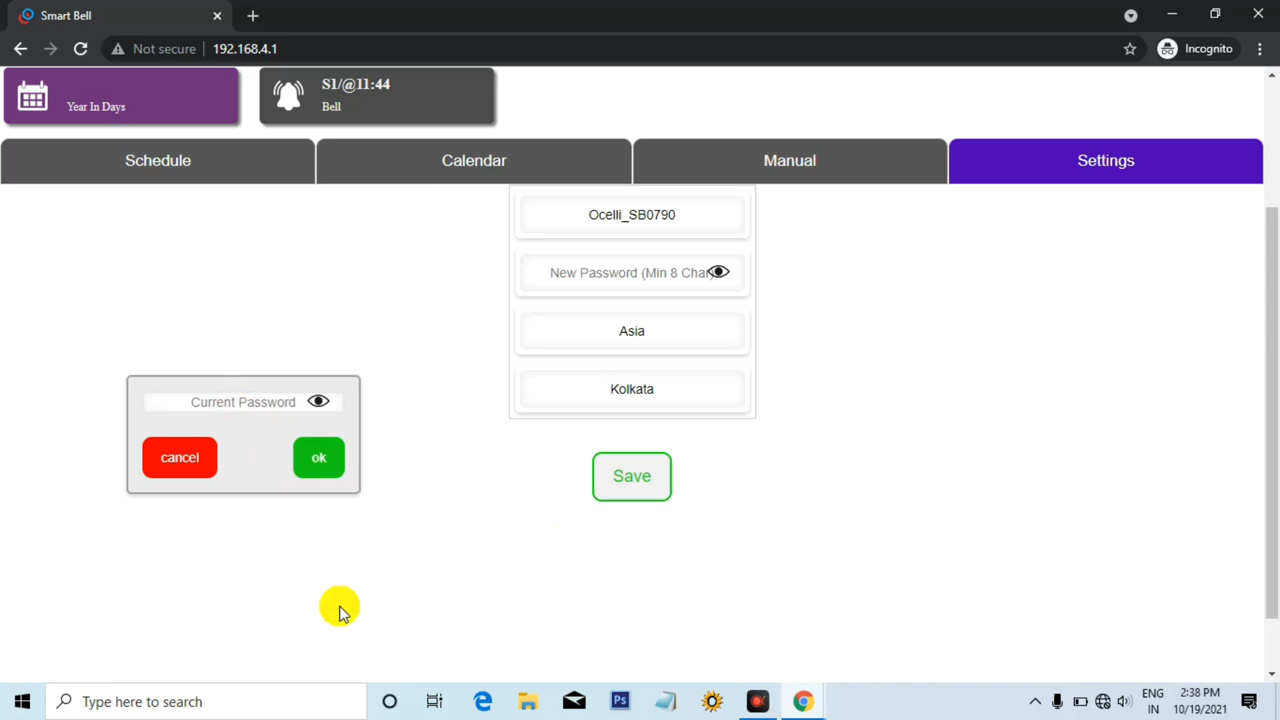 Smart Bell
Not secure
192.168.4.1
Incognito
Year In Days
S1/@11:44
Bell
Schedule
Calendar
Manual
Settings
Ocelli_SB0790
New Password (Min 8 Char)
Asia
Kolkata
Current Password
cancel
ok
Save
Type here to search
Ps
ENG
IN
2:38 PM
10/19/2021